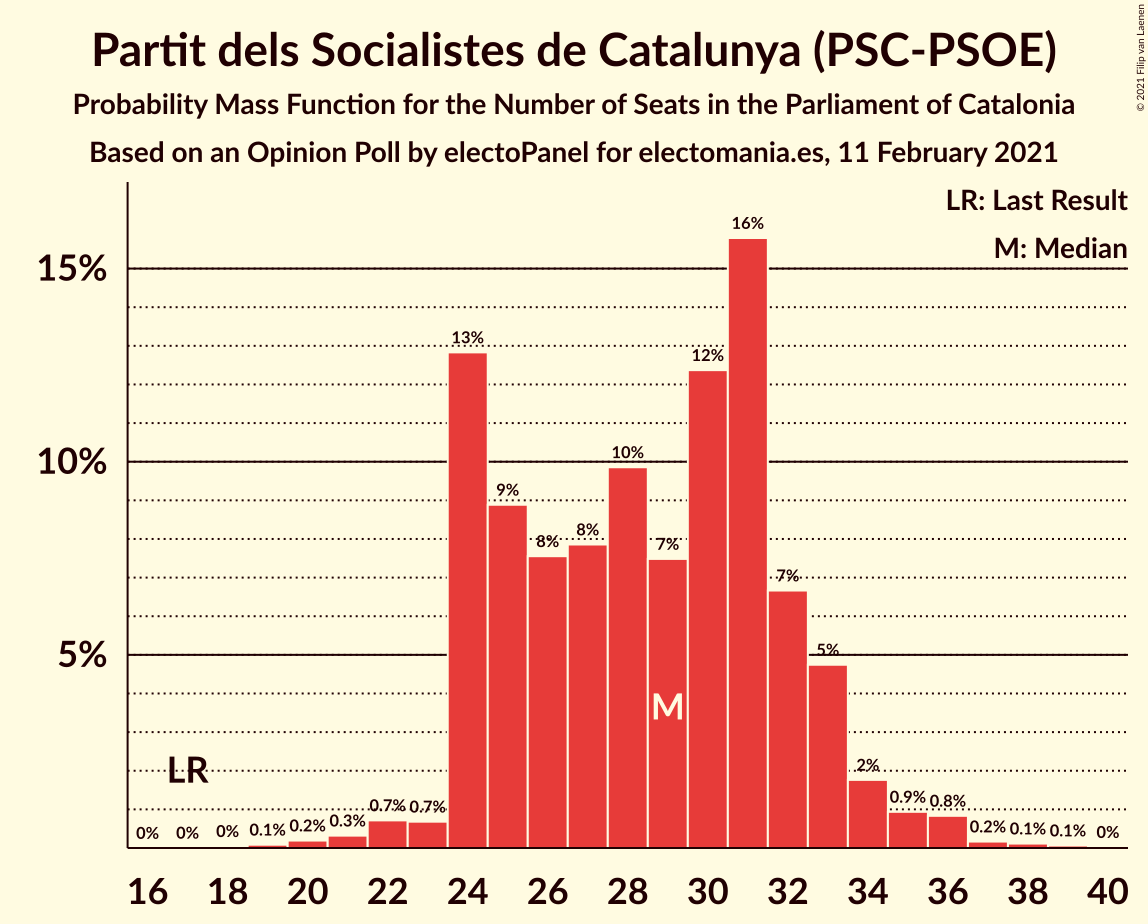 Partit dels Socialistes de Catalunya (PSC-PSOE)
Probability Mass Function for the Number of Seats in the Parliament of Catalonia
Based on an Opinion Poll by electoPanel for electomania.es, 11 February 2021
© 2021 Filip van Laenen
LR: Last Result
M: Median
15%
10%
5%
LR
M
0% 0% 0% 0.1% 0.2% 0.3% 0.7% 0.7% 13% 9% 8% 8% 10% 7% 12% 16% 7% 5% 2% 0.9% 0.8% 0.2% 0.1% 0.1% 0%
16 18 20 22 24 26 28 30 32 34 36 38 40